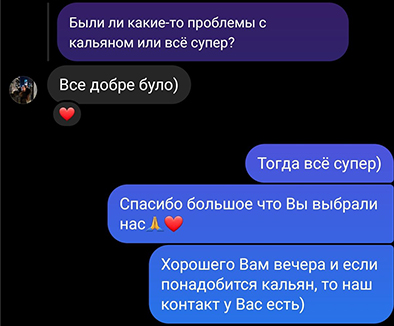 Были ли какие-то проблемы с
кальяном или всё супер?
Все добре було)
❤️
Тогда всё супер)
Спасибо большое что Вы выбрали
нас🙏❤️
Хорошего Вам вечера и если
понадобится кальян, то наш
контакт у Вас есть)